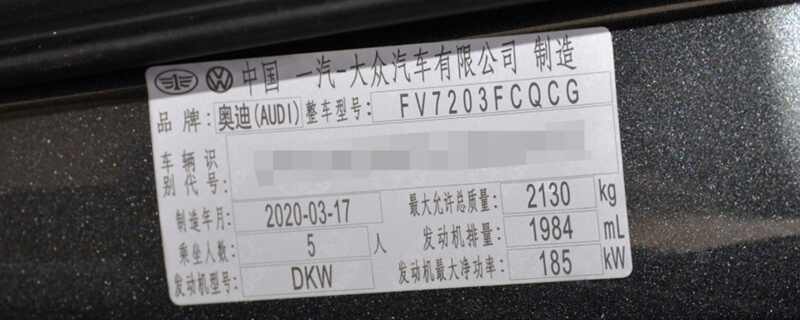 中国 一汽-大众汽车有限公司 制造
品牌: 奥迪(AUDI) 整车型号: FV7203FCQCG
车辆识别代号:
制造年月: 2020-03-17 最大允许总质量: 2130 kg
乘坐人数: 5 人 发动机排量: 1984 mL
发动机型号: DKW 发动机最大净功率: 185 kW